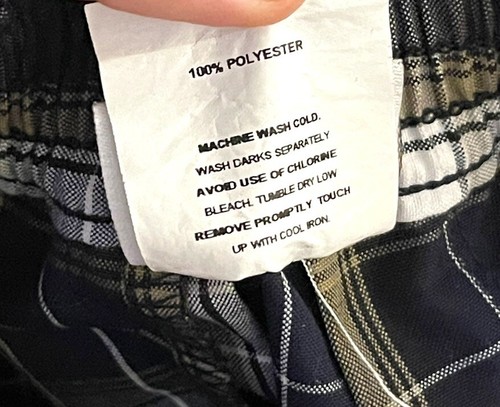 100% POLYESTER
MACHINE WASH COLD.
WASH DARKS SEPARATELY
AVOID USE OF CHLORINE
BLEACH. TUMBLE DRY LOW
REMOVE PROMPTLY TOUCH
UP WITH COOL IRON.